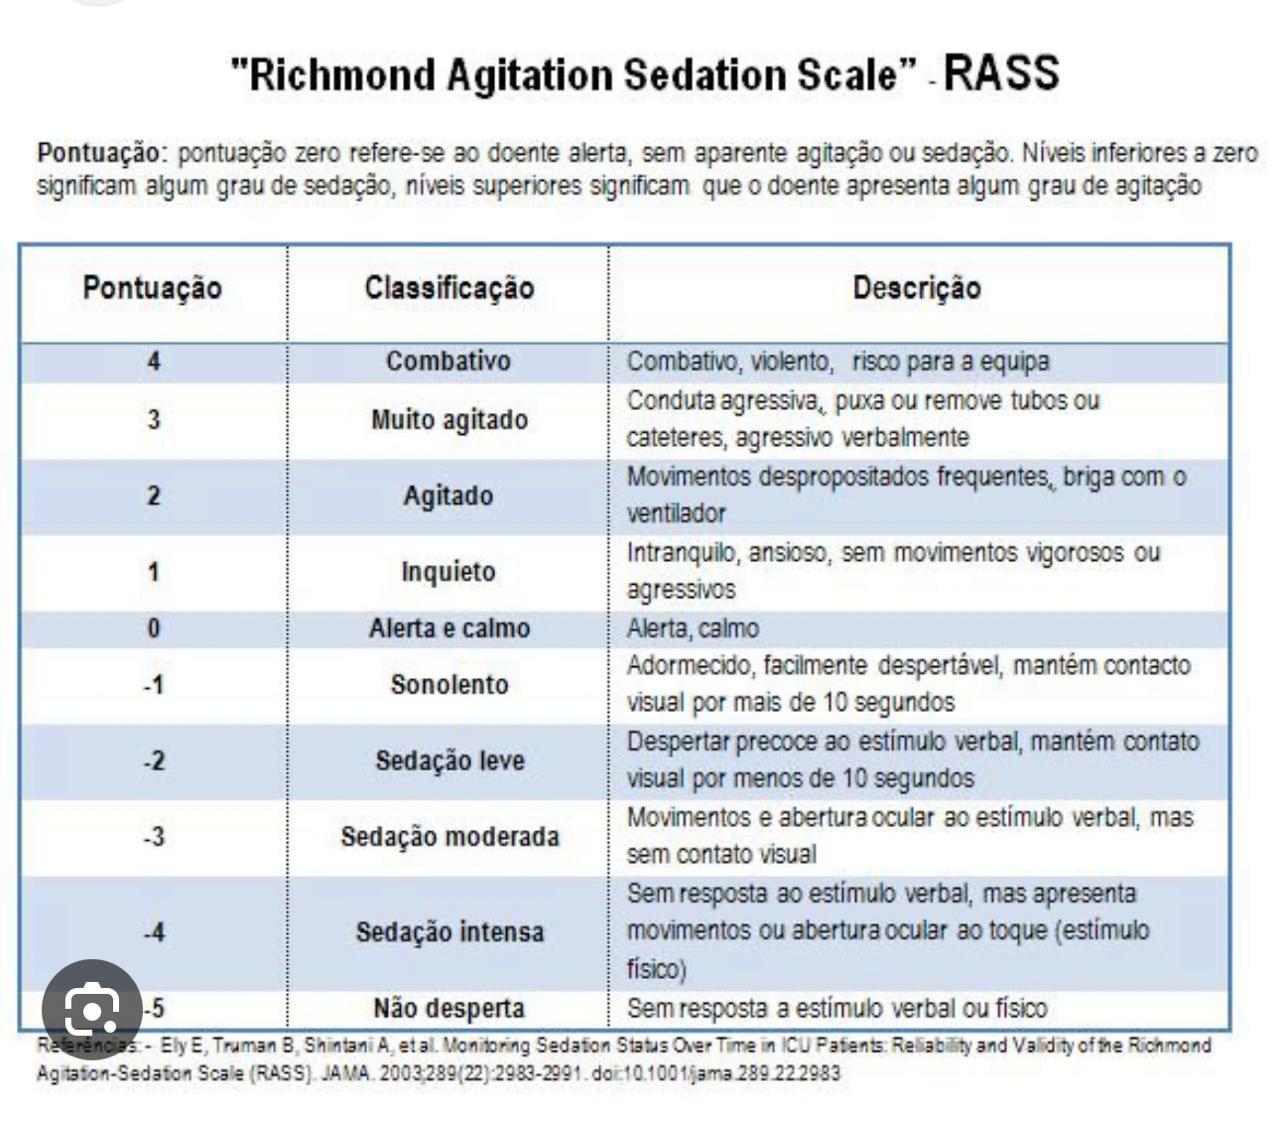 "Richmond Agitation Sedation Scale” - RASS
Pontuação: pontuação zero refere-se ao doente alerta, sem aparente agitação ou sedação. Níveis inferiores a zero
significam algum grau de sedação, níveis superiores significam que o doente apresenta algum grau de agitação
Pontuação Classificação Descrição
4 Combativo Combativo, violento, risco para a equipa
3 Muito agitado Conduta agressiva, puxa ou remove tubos ou
cateteres, agressivo verbalmente
2 Agitado Movimentos despropositados frequentes, briga com o
ventilador
1 Inquieto Intranquilo, ansioso, sem movimentos vigorosos ou
agressivos
0 Alerta e calmo Alerta, calmo
-1 Sonolento Adormecido, facilmente despertável, mantém contacto
visual por mais de 10 segundos
-2 Sedação leve Despertar precoce ao estímulo verbal, mantém contato
visual por menos de 10 segundos
-3 Sedação moderada Movimentos e abertura ocular ao estímulo verbal, mas
sem contato visual
-4 Sedação intensa Sem resposta ao estímulo verbal, mas apresenta
movimentos ou abertura ocular ao toque (estímulo
físico)
-5 Não desperta Sem resposta a estímulo verbal ou físico
Referências: - Ely E, Truman B, Shintani A, et al. Monitoring Sedation Status Over Time in ICU Patients: Reliability and Validity of the Richmond
Agitation-Sedation Scale (RASS). JAMA. 2003;289(22):2983-2991. doi:10.1001/jama.289.22.2983